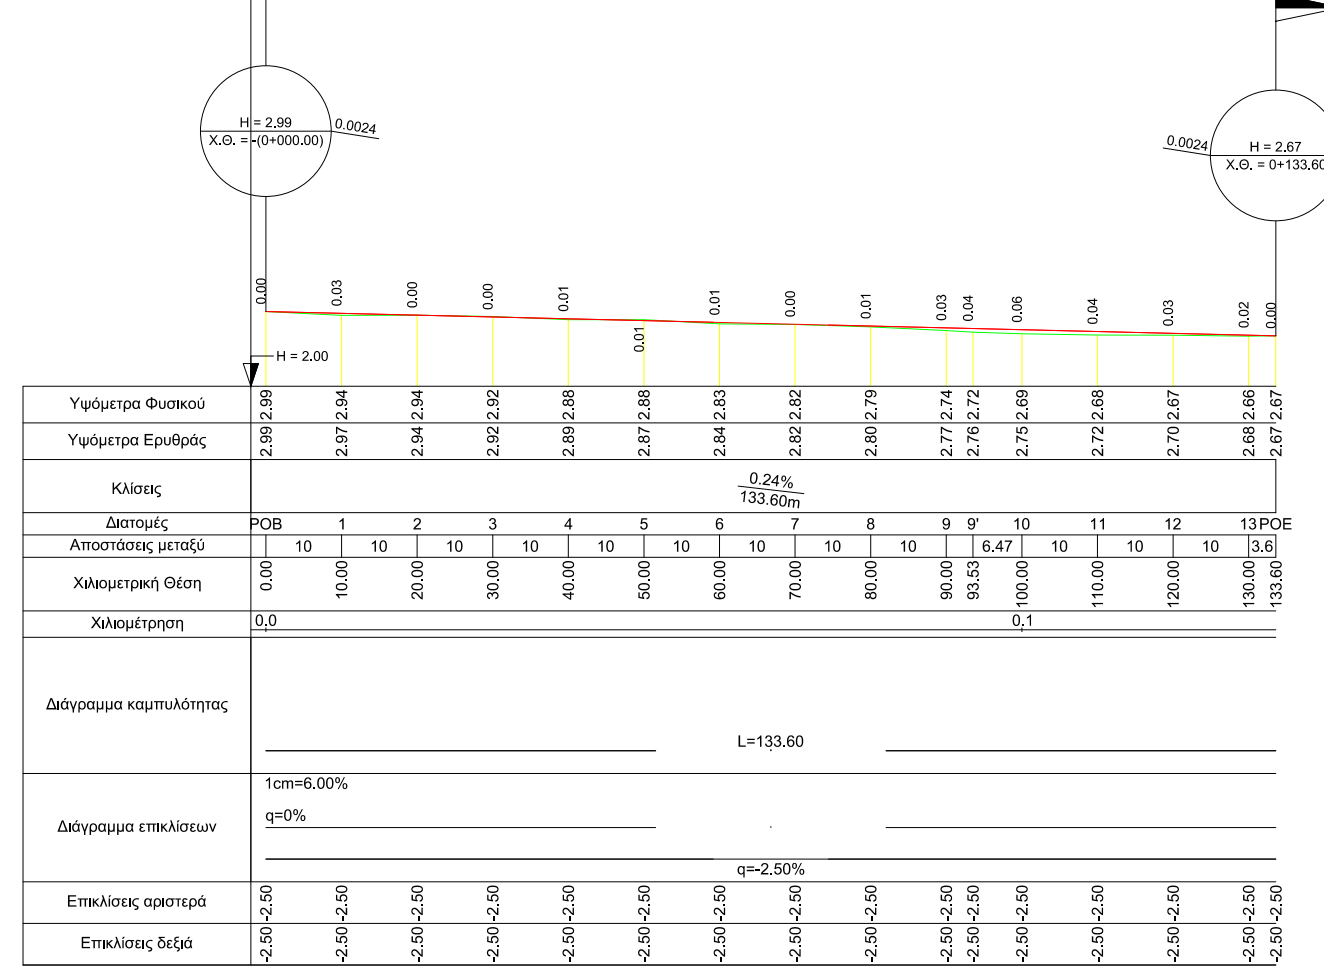 H = 2.99
Χ.Θ. = -(0+000.00)
0.0024
0.0024
H = 2.67
Χ.Θ. = 0+133.60
0.00 0.03 0.00 0.00 0.01 0.01 0.01 0.00 0.01 0.03 0.04 0.06 0.04 0.03 0.02 0.00
H = 2.00
Υψόμετρα Φυσικού 2.99 2.94 2.94 2.92 2.88 2.88 2.83 2.82 2.79 2.74 2.72 2.69 2.68 2.67 2.66 2.67
Υψόμετρα Ερυθράς 2.99 2.97 2.94 2.92 2.89 2.87 2.84 2.82 2.80 2.77 2.76 2.75 2.72 2.70 2.68 2.67
Κλίσεις
0.24%
133.60m
Διατομές POB 1 2 3 4 5 6 7 8 9 9' 10 11 12 13 POE
Αποστάσεις μεταξύ 10 10 10 10 10 10 10 10 10 6.47 10 10 10 3.6
Χιλιομετρική Θέση 0.00 10.00 20.00 30.00 40.00 50.00 60.00 70.00 80.00 90.00 93.53 100.00 110.00 120.00 130.00 133.60
Χιλιομέτρηση 0.0 0.1
Διάγραμμα καμπυλότητας
L=133.60
1cm=6.00%
q=0%
Διάγραμμα επικλίσεων
q=-2.50%
Επικλίσεις αριστερά -2.50 -2.50 -2.50 -2.50 -2.50 -2.50 -2.50 -2.50 -2.50 -2.50 -2.50 -2.50 -2.50 -2.50 -2.50 -2.50
Επικλίσεις δεξιά -2.50 -2.50 -2.50 -2.50 -2.50 -2.50 -2.50 -2.50 -2.50 -2.50 -2.50 -2.50 -2.50 -2.50 -2.50 -2.50